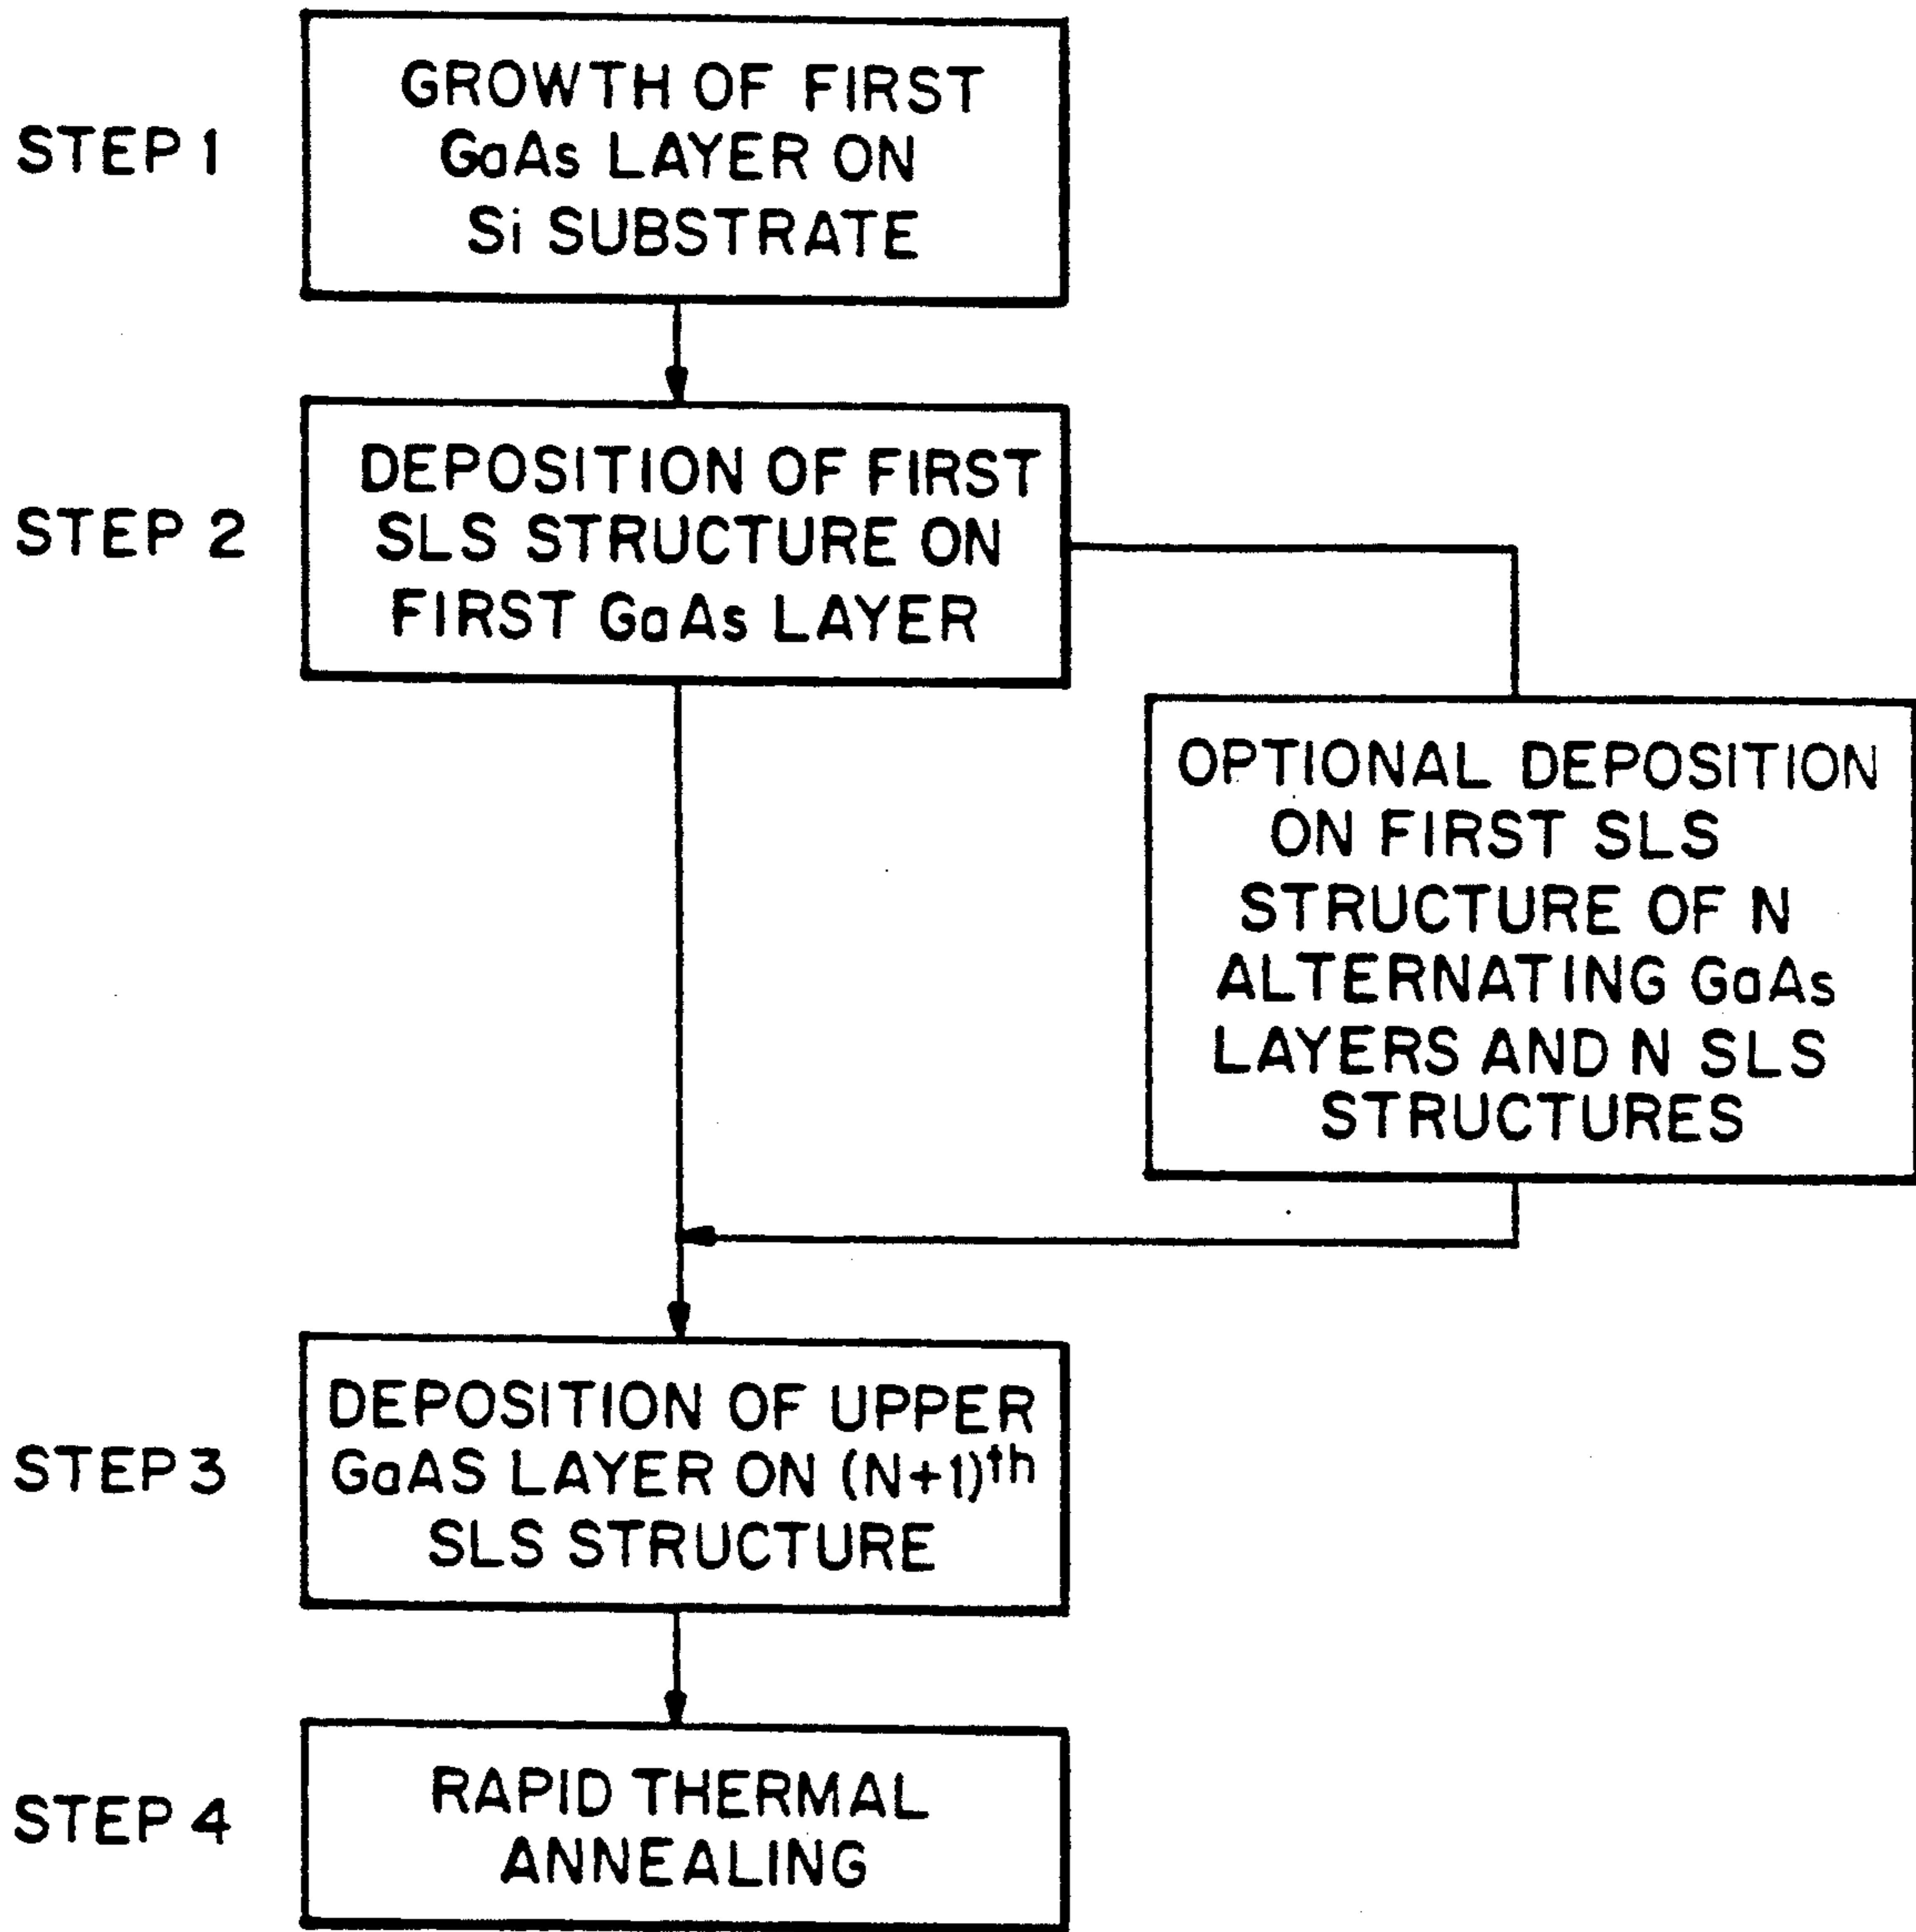 STEP 1
GROWTH OF FIRST
GaAs LAYER ON
Si SUBSTRATE
STEP 2
DEPOSITION OF FIRST
SLS STRUCTURE ON
FIRST GaAs LAYER
OPTIONAL DEPOSITION
ON FIRST SLS
STRUCTURE OF N
ALTERNATING GaAs
LAYERS AND N SLS
STRUCTURES
STEP 3
DEPOSITION OF UPPER
GaAS LAYER ON (N+1)th
SLS STRUCTURE
STEP 4
RAPID THERMAL
ANNEALING